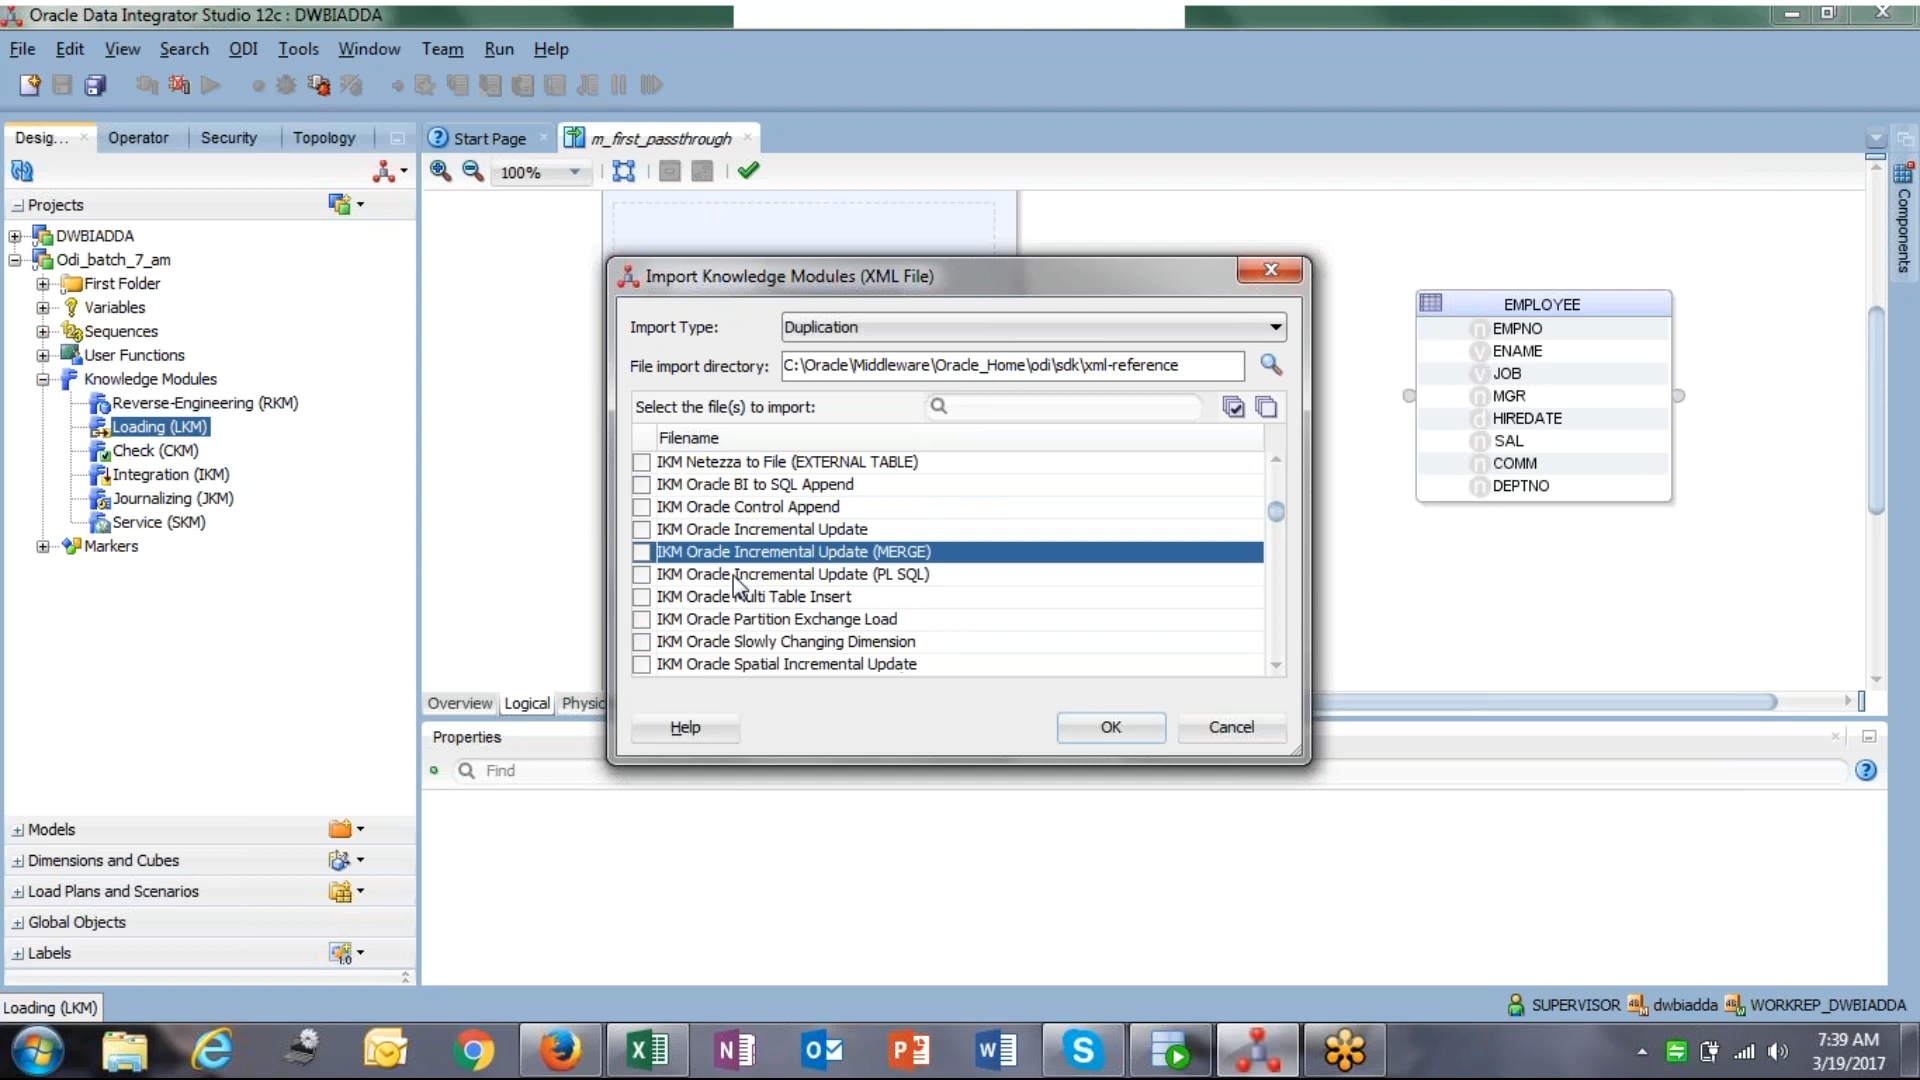 Oracle Data Integrator Studio 12c : DWBIADDA
File Edit View Search ODI Tools Window Team Run Help
Desig... Operator Security Topology
Start Page m_first_passthrough
100%
Projects
DWBIADDA
Odi_batch_7_am
First Folder
Variables
Sequences
User Functions
Knowledge Modules
Reverse-Engineering (RKM)
Loading (LKM)
Check (CKM)
Integration (IKM)
Journalizing (JKM)
Service (SKM)
Markers
Models
Dimensions and Cubes
Load Plans and Scenarios
Global Objects
Labels
Loading (LKM)
Import Knowledge Modules (XML File)
Import Type: Duplication
File import directory: C:\Oracle\Middleware\Oracle_Home\odi\sdk\xml-reference
Select the file(s) to import:
Filename
IKM Netezza to File (EXTERNAL TABLE)
IKM Oracle BI to SQL Append
IKM Oracle Control Append
IKM Oracle Incremental Update
IKM Oracle Incremental Update (MERGE)
IKM Oracle Incremental Update (PL SQL)
IKM Oracle Multi Table Insert
IKM Oracle Partition Exchange Load
IKM Oracle Slowly Changing Dimension
IKM Oracle Spatial Incremental Update
Help OK Cancel
EMPLOYEE
EMPNO
ENAME
JOB
MGR
HIREDATE
SAL
COMM
DEPTNO
Components
Overview Logical Physic
Properties
Find
SUPERVISOR dwbiadda WORKREP_DWBIADDA
7:39 AM
3/19/2017